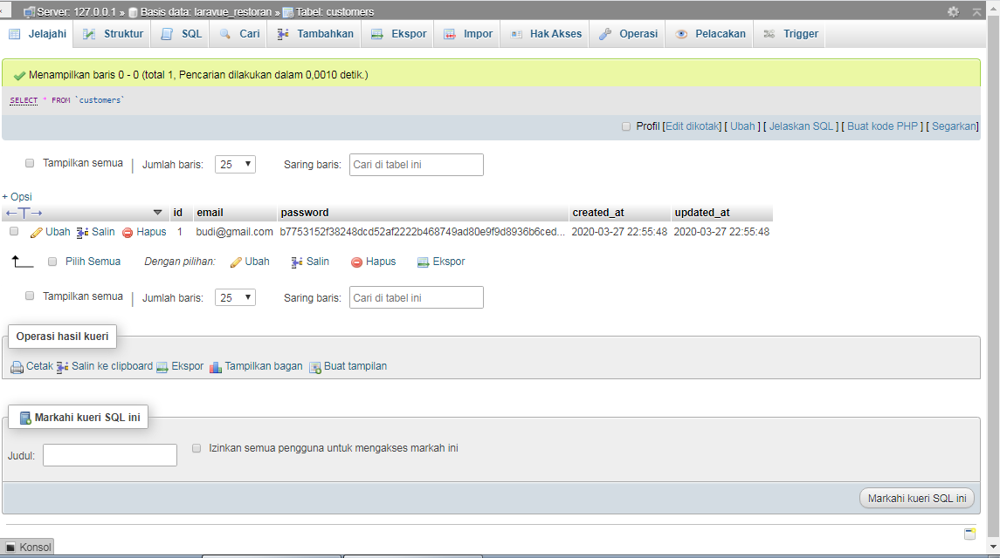 Server: 127.0.0.1 » Basis data: laravue_restoran » Tabel: customers
Jelajahi Struktur SQL Cari Tambahkan Ekspor Impor Hak Akses Operasi Pelacakan Trigger
Menampilkan baris 0 - 0 (total 1, Pencarian dilakukan dalam 0,0010 detik.)
SELECT * FROM `customers`
Profil [Edit dikotak] [ Ubah ] [ Jelaskan SQL ] [ Buat kode PHP ] [ Segarkan]
Tampilkan semua | Jumlah baris: 25 Saring baris: Cari di tabel ini
+ Opsi
←T→ id email password created_at updated_at
Ubah Salin Hapus 1 budi@gmail.com b7753152f38248dcd52af2222b468749ad80e9f9d8936b6ced... 2020-03-27 22:55:48 2020-03-27 22:55:48
Pilih Semua Dengan pilihan: Ubah Salin Hapus Ekspor
Tampilkan semua | Jumlah baris: 25 Saring baris: Cari di tabel ini
Operasi hasil kueri
Cetak Salin ke clipboard Ekspor Tampilkan bagan Buat tampilan
Markahi kueri SQL ini
Judul: Izinkan semua pengguna untuk mengakses markah ini
Markahi kueri SQL ini
Konsol